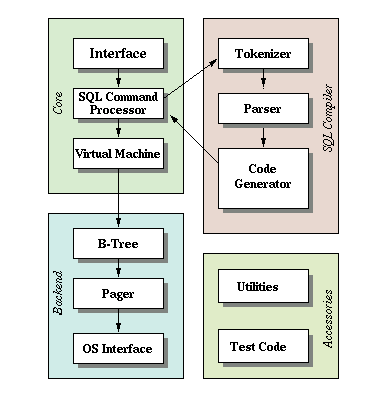 Core
Interface
SQL Command
Processor
Virtual Machine
SQL Compiler
Tokenizer
Parser
Code
Generator
Backend
B-Tree
Pager
OS Interface
Accessories
Utilities
Test Code